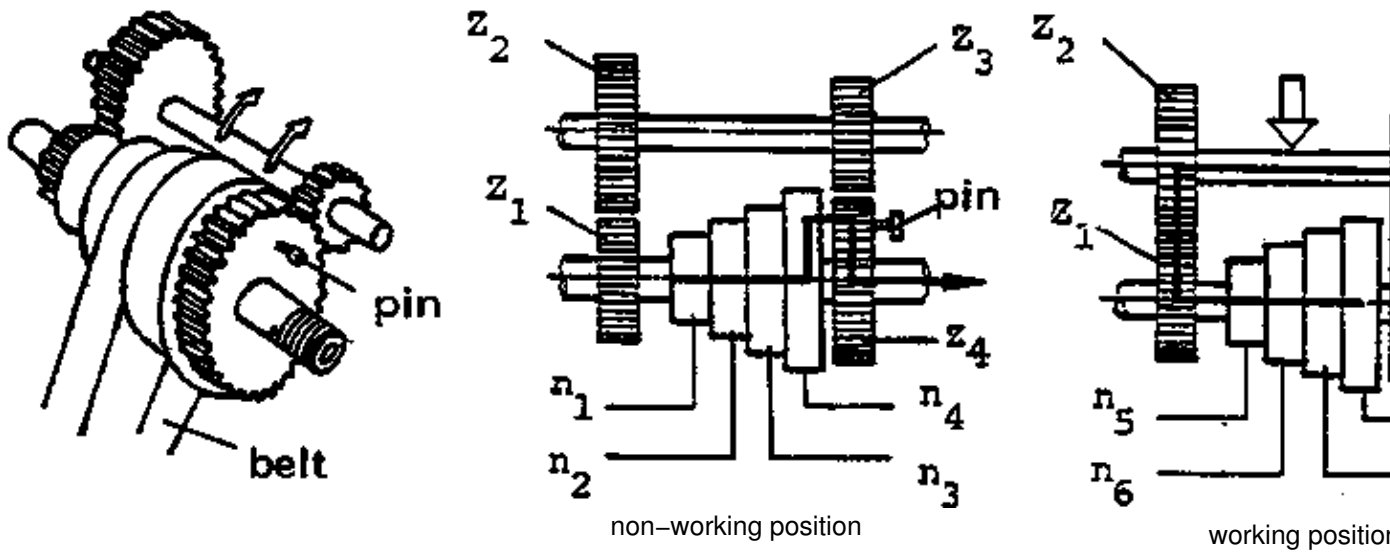 pin
belt
z2
z3
z1
pin
z4
n1
n4
n2
n3
non-working position
z2
z1
n5
n6
working position